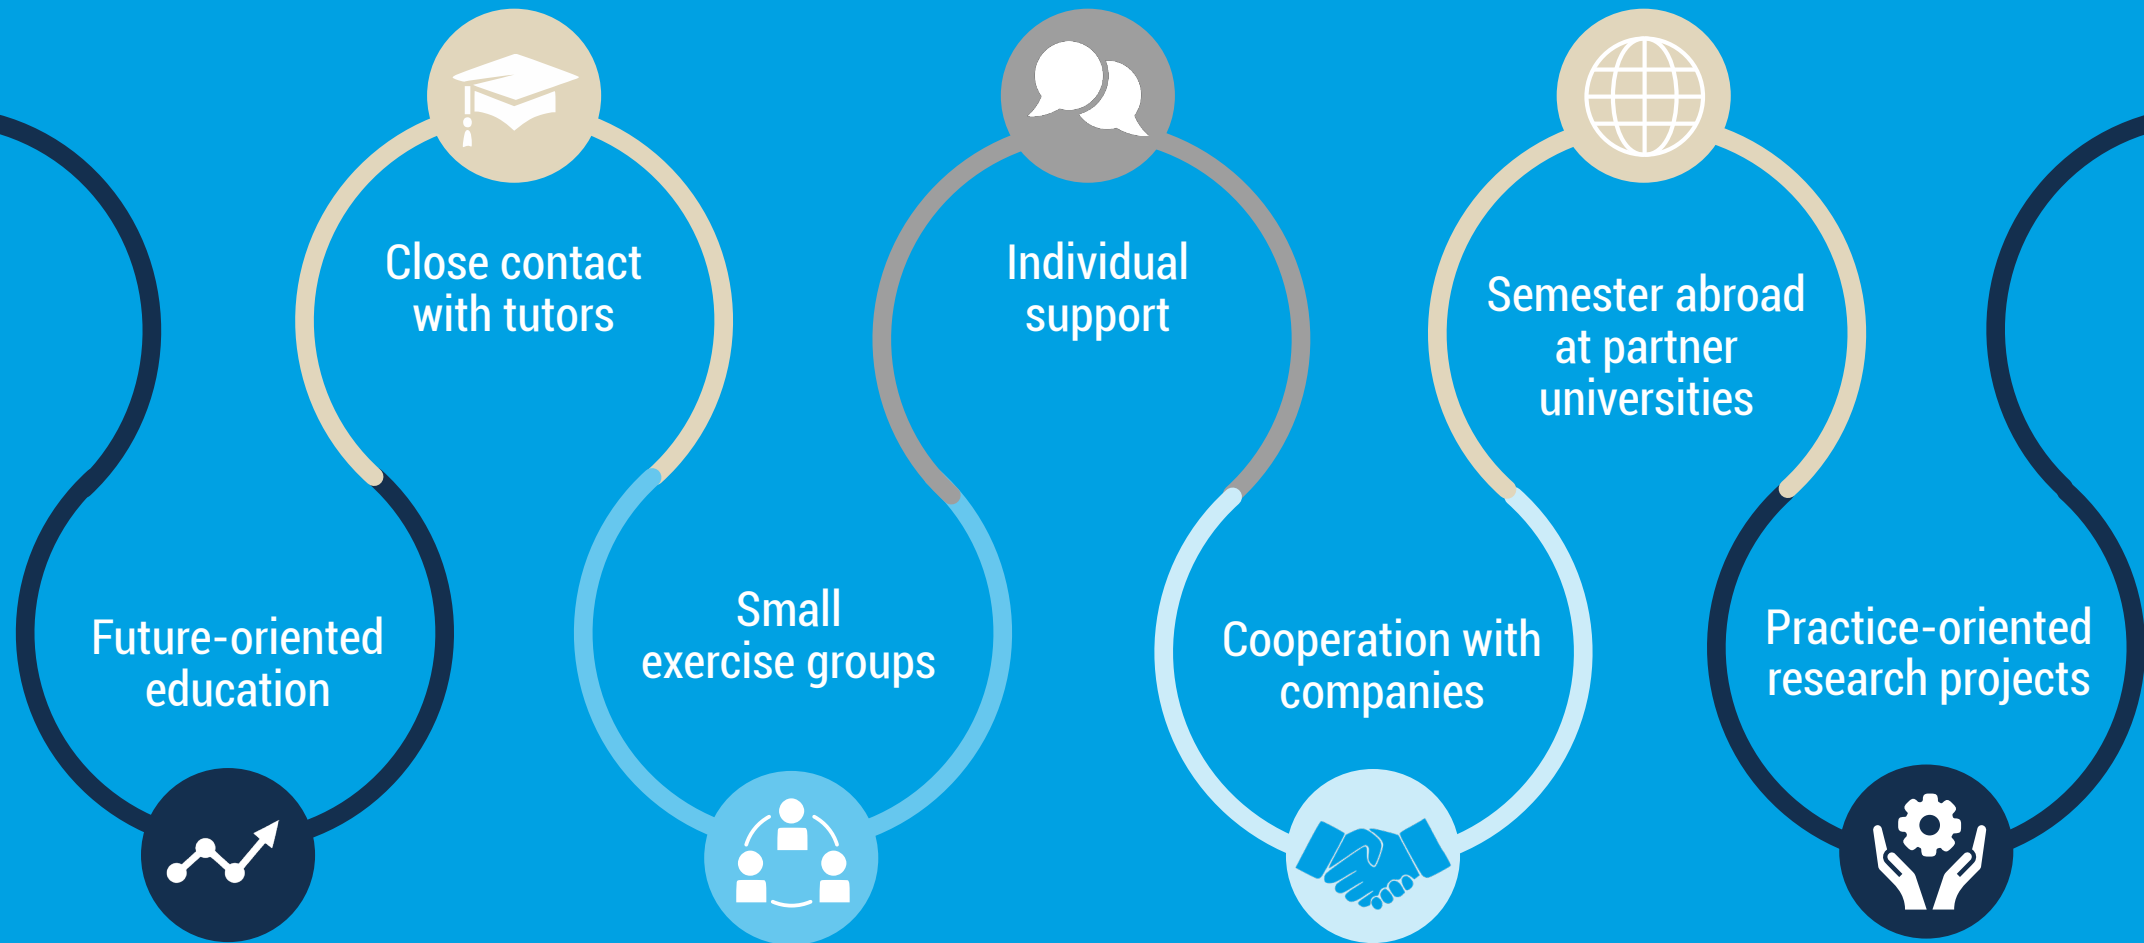 Future-oriented
education
Close contact
with tutors
Small
exercise groups
Individual
support
Cooperation with
companies
Semester abroad
at partner
universities
Practice-oriented
research projects